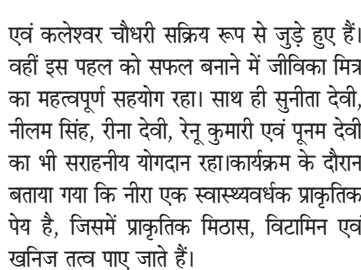 एवं कलेश्वर चौधरी सक्रिय रूप से जुड़े हुए हैं।
वहीं इस पहल को सफल बनाने में जीविका मित्र
का महत्वपूर्ण सहयोग रहा। साथ ही सुनीता देवी,
नीलम सिंह, रीना देवी, रेनू कुमारी एवं पूनम देवी
का भी सराहनीय योगदान रहा।कार्यक्रम के दौरान
बताया गया कि नीरा एक स्वास्थ्यवर्धक प्राकृतिक
पेय है, जिसमें प्राकृतिक मिठास, विटामिन एवं
खनिज तत्व पाए जाते हैं।